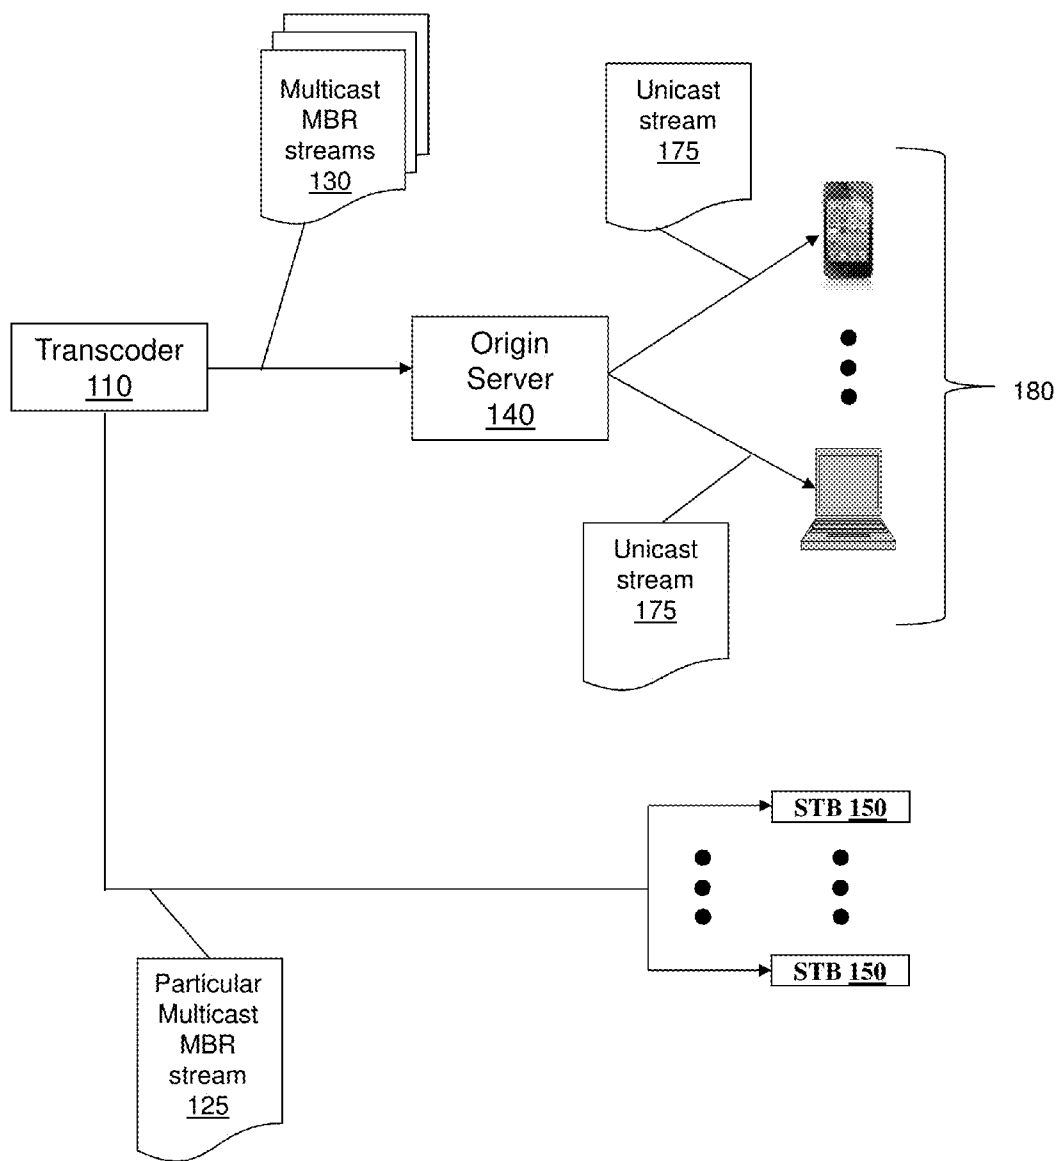 Multicast
MBR
streams
130
Unicast
stream
175
Transcoder
110
Origin
Server
140
180
Unicast
stream
175
STB 150
STB 150
Particular
Multicast
MBR
stream
125